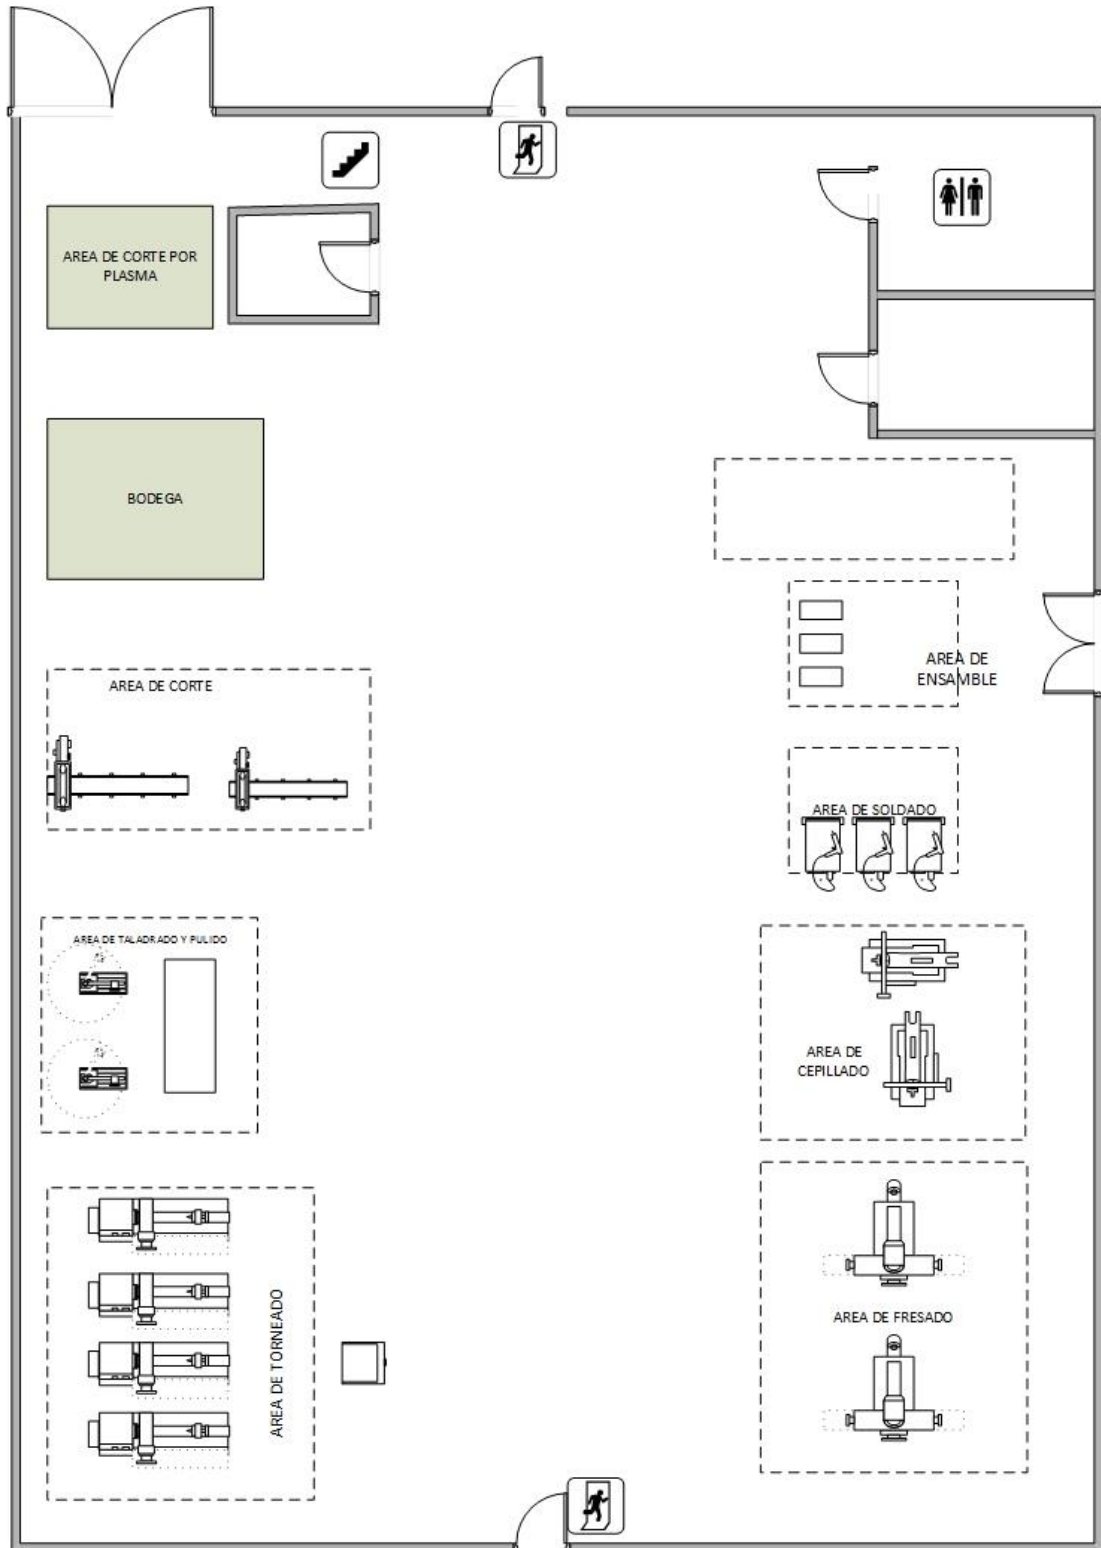 AREA DE CORTE POR
PLASMA
BODEGA
AREA DE
ENSAMBLE
AREA DE CORTE
AREA DE SOLDADO
AREA DE TALADRADO Y PULIDO
AREA DE
CEPILLADO
AREA DE TORNEADO
AREA DE FRESADO